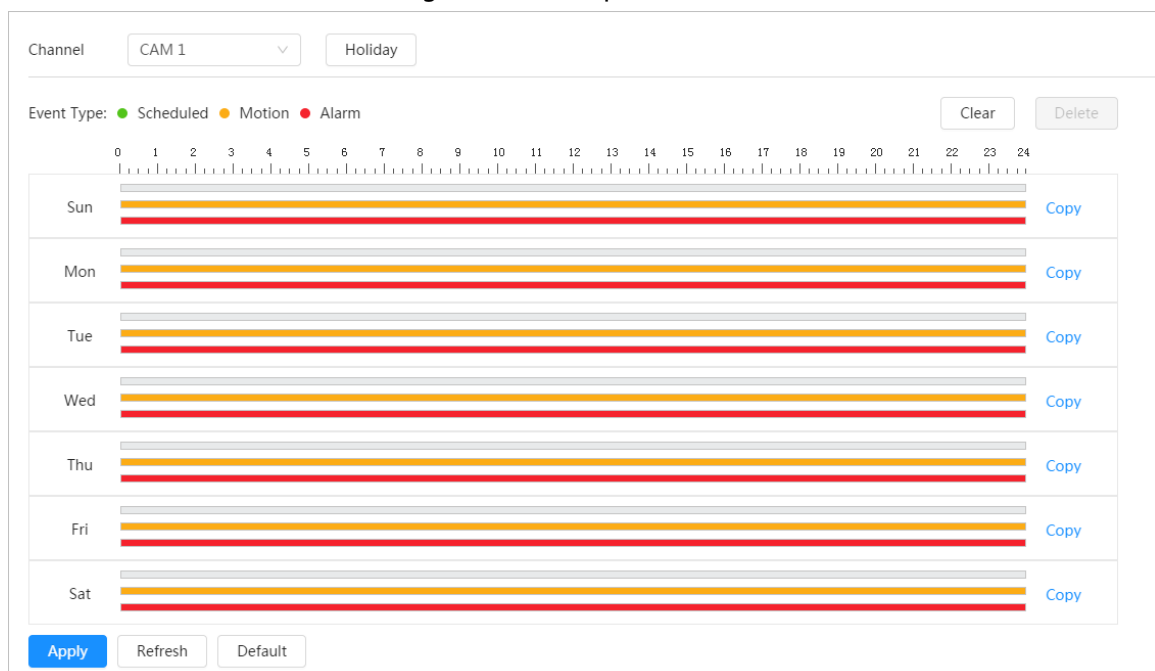 Channel CAM 1 Holiday
Event Type: Scheduled Motion Alarm Clear Delete
0 1 2 3 4 5 6 7 8 9 10 11 12 13 14 15 16 17 18 19 20 21 22 23 24
Sun Copy
Mon Copy
Tue Copy
Wed Copy
Thu Copy
Fri Copy
Sat Copy
Apply Refresh Default